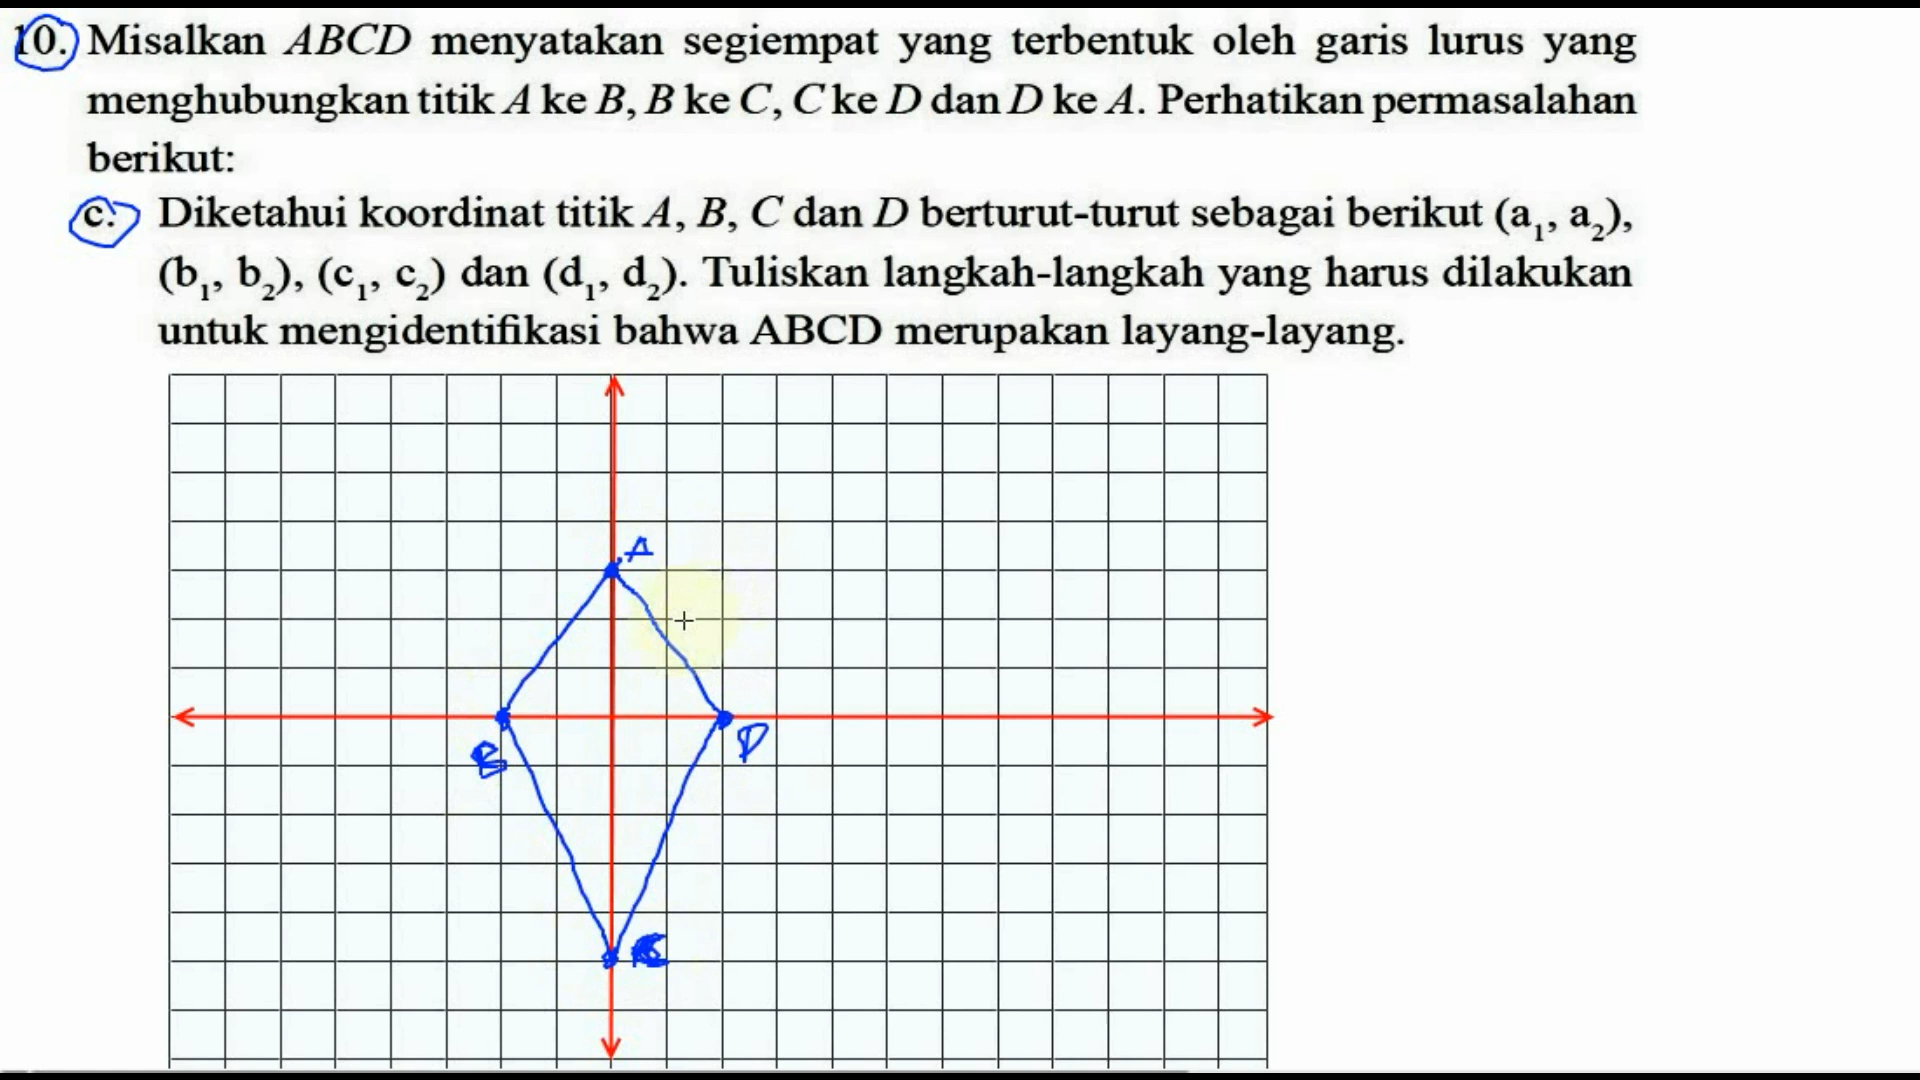 10. Misalkan ABCD menyatakan segiempat yang terbentuk oleh garis lurus yang
menghubungkan titik A ke B, B ke C, C ke D dan D ke A. Perhatikan permasalahan
berikut:
c. Diketahui koordinat titik A, B, C dan D berturut-turut sebagai berikut (a₁, a₂),
(b₁, b₂), (c₁, c₂) dan (d₁, d₂). Tuliskan langkah-langkah yang harus dilakukan
untuk mengidentifikasi bahwa ABCD merupakan layang-layang.
A
B
D
C